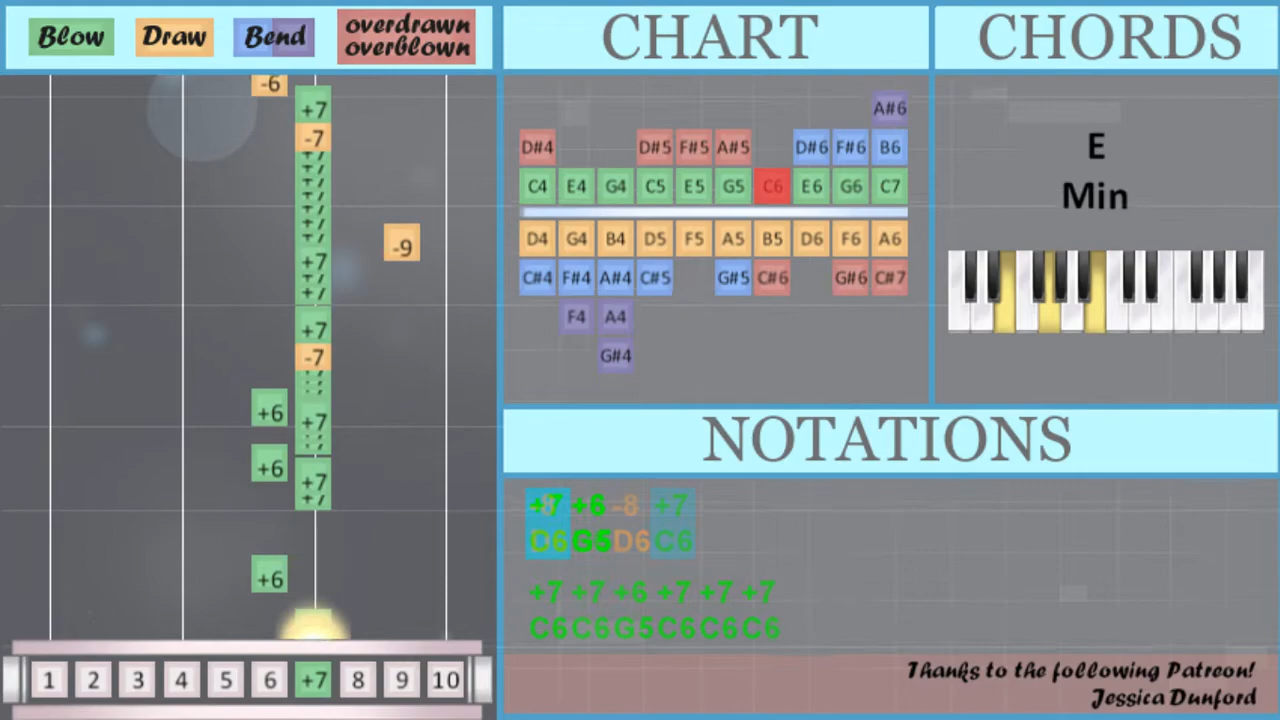 Blow Draw Bend overdrawn
overblown
CHART
CHORDS
-6
+7
-7
+7
-9
+7
-7
+6 +7
+6 +7
+6
1 2 3 4 5 6 +7 8 9 10
A#6
D#4 D#5 F#5 A#5 D#6 F#6 B6
C4 E4 G4 C5 E5 G5 C6 E6 G6 C7
D4 G4 B4 D5 F5 A5 B5 D6 F6 A6
C#4 F#4 A#4 C#5 G#5 C#6 G#6 C#7
F4 A4
G#4
E
Min
NOTATIONS
+6 -8 +7
G5 D6 C6
+7 +7 +6 +7 +7 +7
C6 C6 G5 C6 C6 C6
Thanks to the following Patreon!
Jessica Dunford